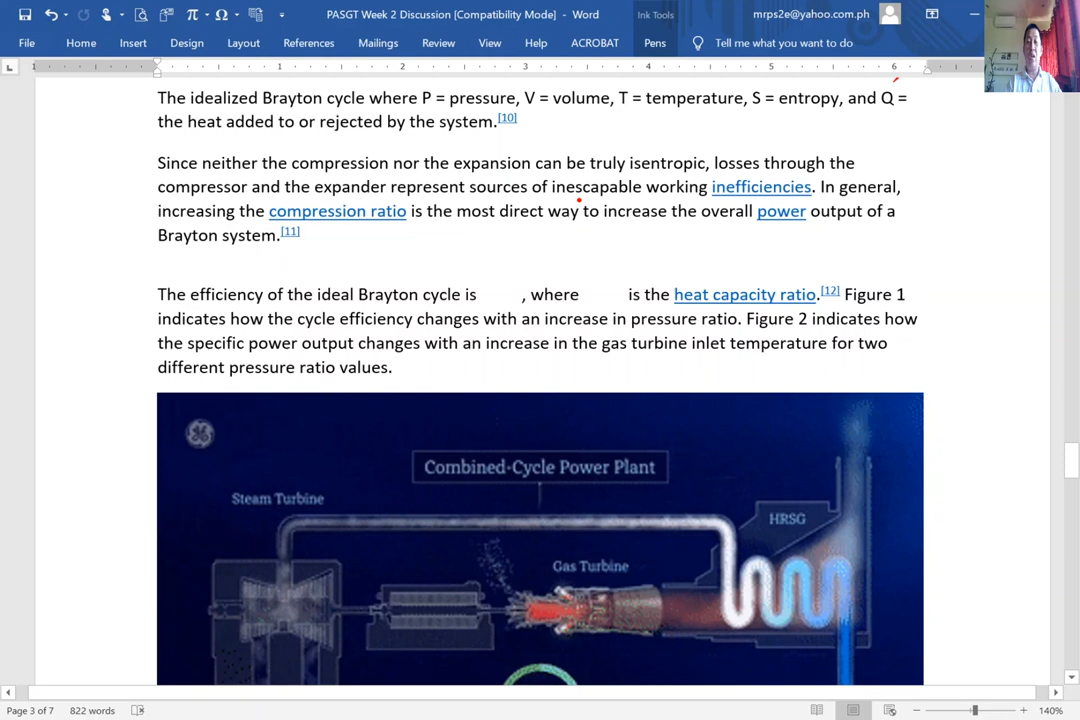 PASGT Week 2 Discussion [Compatibility Mode] - Word
Ink Tools
mrps2e@yahoo.com.ph
File Home Insert Design Layout References Mailings Review View Help ACROBAT Pens Tell me what you want to do
1 1 2 3 4 5 6
The idealized Brayton cycle where P = pressure, V = volume, T = temperature, S = entropy, and Q =
the heat added to or rejected by the system.[10]
Since neither the compression nor the expansion can be truly isentropic, losses through the
compressor and the expander represent sources of inescapable working inefficiencies. In general,
increasing the compression ratio is the most direct way to increase the overall power output of a
Brayton system.[11]
The efficiency of the ideal Brayton cycle is , where is the heat capacity ratio.[12] Figure 1
indicates how the cycle efficiency changes with an increase in pressure ratio. Figure 2 indicates how
the specific power output changes with an increase in the gas turbine inlet temperature for two
different pressure ratio values.
Combined-Cycle Power Plant
Steam Turbine
HRSG
Gas Turbine
Page 3 of 7 822 words
140%